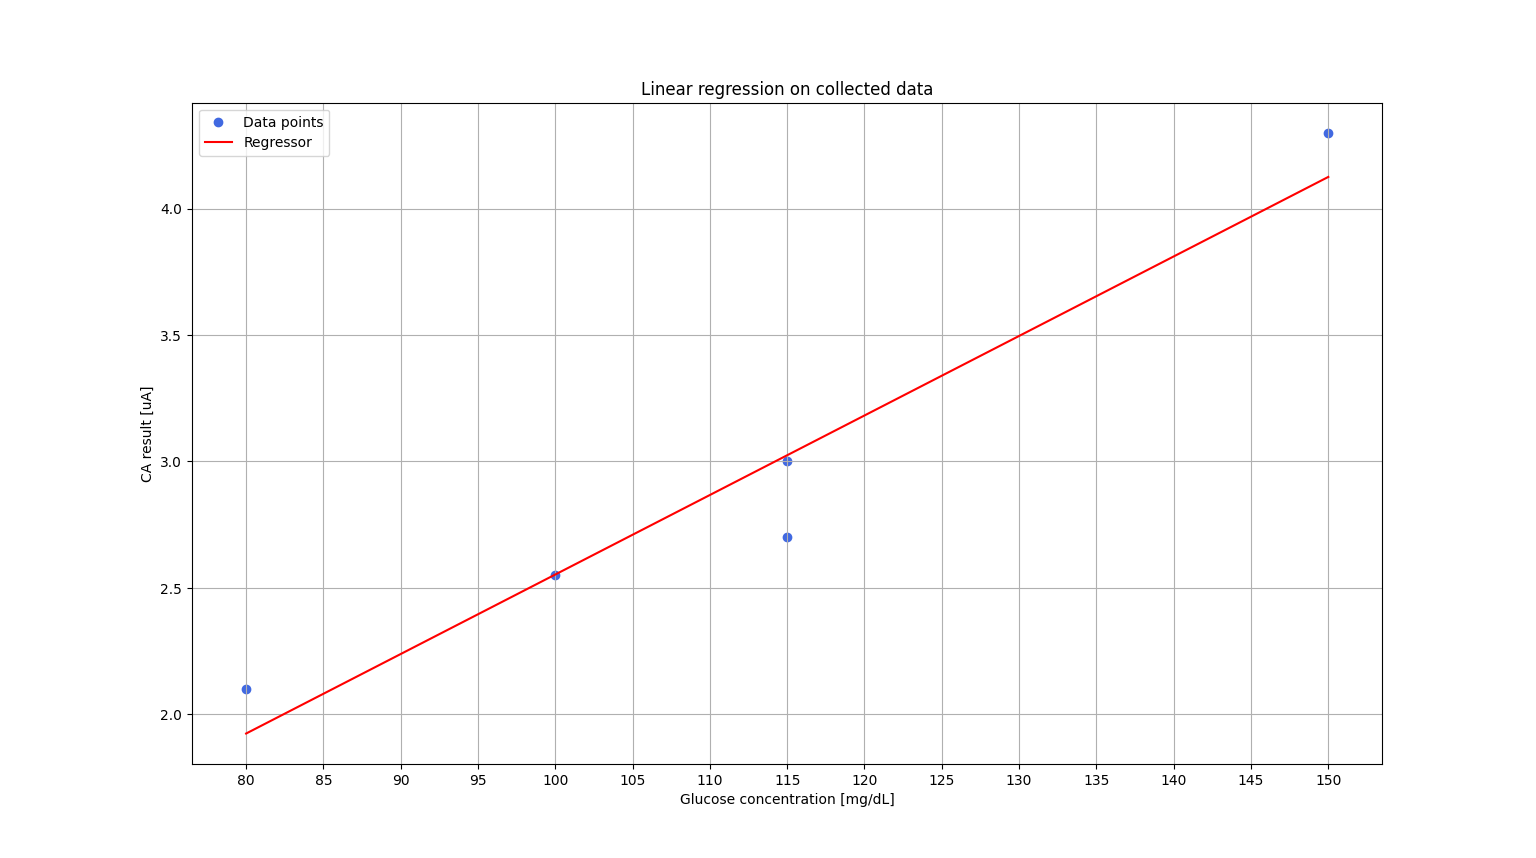 Linear regression on collected data
Data points
Regressor
4.0
3.5
3.0
2.5
2.0
CA result [uA]
80 85 90 95 100 105 110 115 120 125 130 135 140 145 150
Glucose concentration [mg/dL]